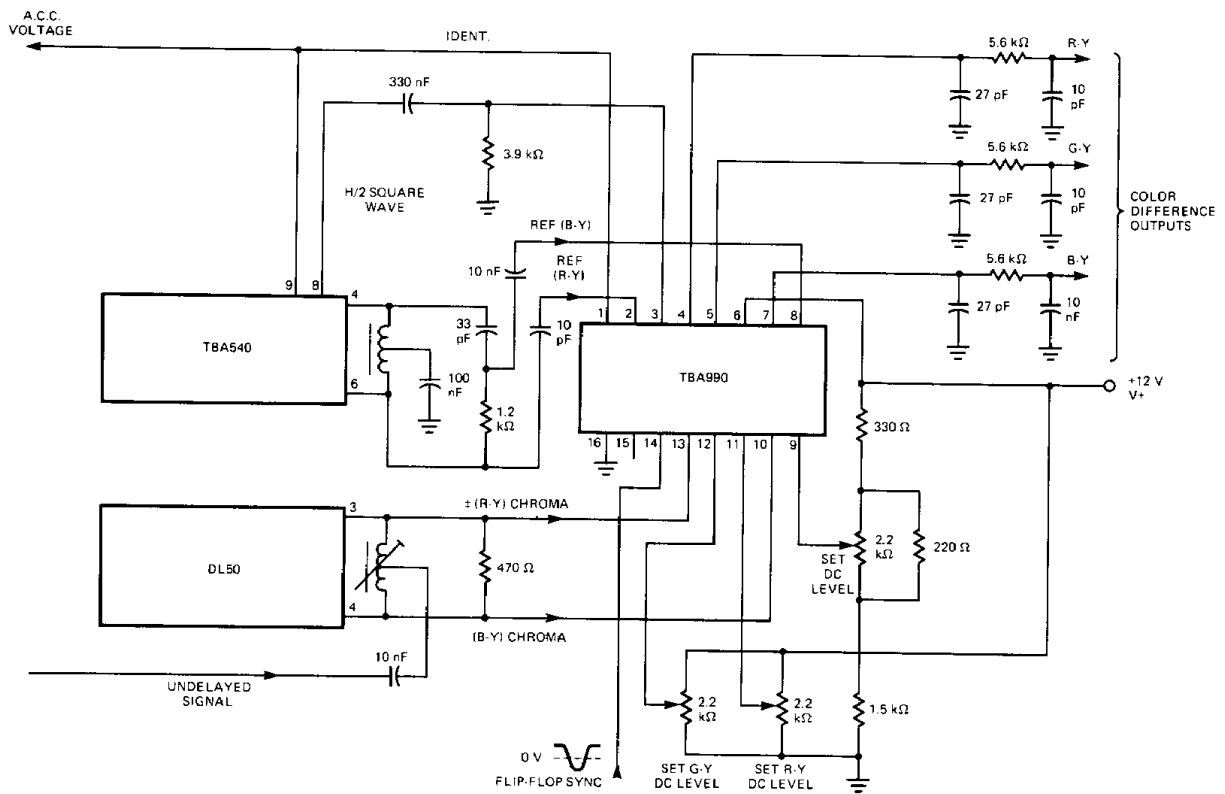 A.C.C.
VOLTAGE
IDENT.
5.6 kΩ
R-Y
330 nF
27 pF
10
pF
3.9 kΩ
5.6 kΩ
G-Y
H/2 SQUARE
WAVE
27 pF
10
pF
COLOR
DIFFERENCE
OUTPUTS
REF (B-Y)
REF
(R-Y)
5.6 kΩ
B-Y
10 nF
9
8
4
33
pF
10
pF
1
2
3
4
5
6
7
8
27 pF
10
nF
TBA540
TBA990
100
nF
+12 V
V+
6
1.2
kΩ
330 Ω
16
15
14
13
12
11
10
9
3
± (R-Y) CHROMA
2.2
kΩ
220 Ω
SET
DC
LEVEL
DL50
470 Ω
4
(B-Y) CHROMA
10 nF
UNDELAYED
SIGNAL
2.2
kΩ
2.2
kΩ
1.5 kΩ
0 V
FLIP-FLOP SYNC
SET G-Y
DC LEVEL
SET R-Y
DC LEVEL